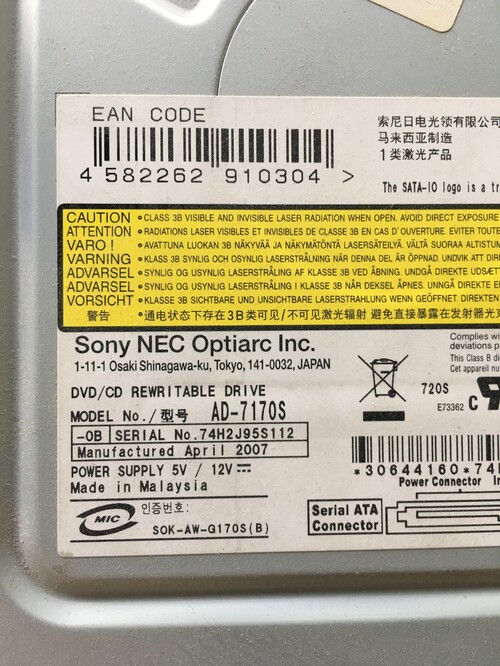 EAN CODE
4 582262 910304 >
索尼日电光领有限公司
马来西亚制造
1类激光产品
The SATA-IO logo is a
CAUTION •CLASS 3B VISIBLE AND INVISIBLE LASER RADIATION WHEN OPEN. AVOID DIRECT EXPOSURE
ATTENTION •RADIATIONS LASER VISIBLES ET INVISIBLES DE CLASSE 3B EN CAS D'OUVERTURE. EVITER TOUTE
VARO! •AVATTUNA LUOKAN 3B NÄKYVÄÄ JA NÄKYMÄTÖNTÄ LASERSÄTEILYÄ. VÄLTÄ SUORAA ALTISTUM
VARNING •KLASS 3B SYNLIG OCH OSYNLIG LASERSTRÅLNING NÄR DENNA DEL ÄR ÖPPNAD. UNDVIK ATT
ADVARSEL •SYNLIG OG USYNLIG LASERSTRÅLING AF KLASSE 3B VED ÅBNING. UNDGÅ DIREKTE
ADVARSEL •SYNLIG OG USYNLIG LASERSTRÅLING I KLASSE 3B NÅR DEKSEL ÅPNES. UNNGÅ DIREKTE
VORSICHT •KLASSE 3B SICHTBARE UND UNSICHTBARE LASERSTRAHLUNG WENN GEÖFFNET. DIREKTEN
警告 •通电状态下存在3B类可见/不可见激光辐射 避免直接暴露在发射器光
Sony NEC Optiarc Inc.
1-11-1 Osaki Shinagawa-ku, Tokyo, 141-0032, JAPAN
Complies wi
deviations p
This Class B di
Cet appareil nu
DVD/CD REWRITABLE DRIVE
720S
E73362
MODEL No./型号 AD-7170S
-0B SERIAL No.74H2J95S112
Manufactured April 2007
*30644160*74
POWER SUPPLY 5V / 12V
Power Connector
Made in Malaysia
MIC 인증번호:
SOK-AW-G170S(B)
Serial ATA
Connector